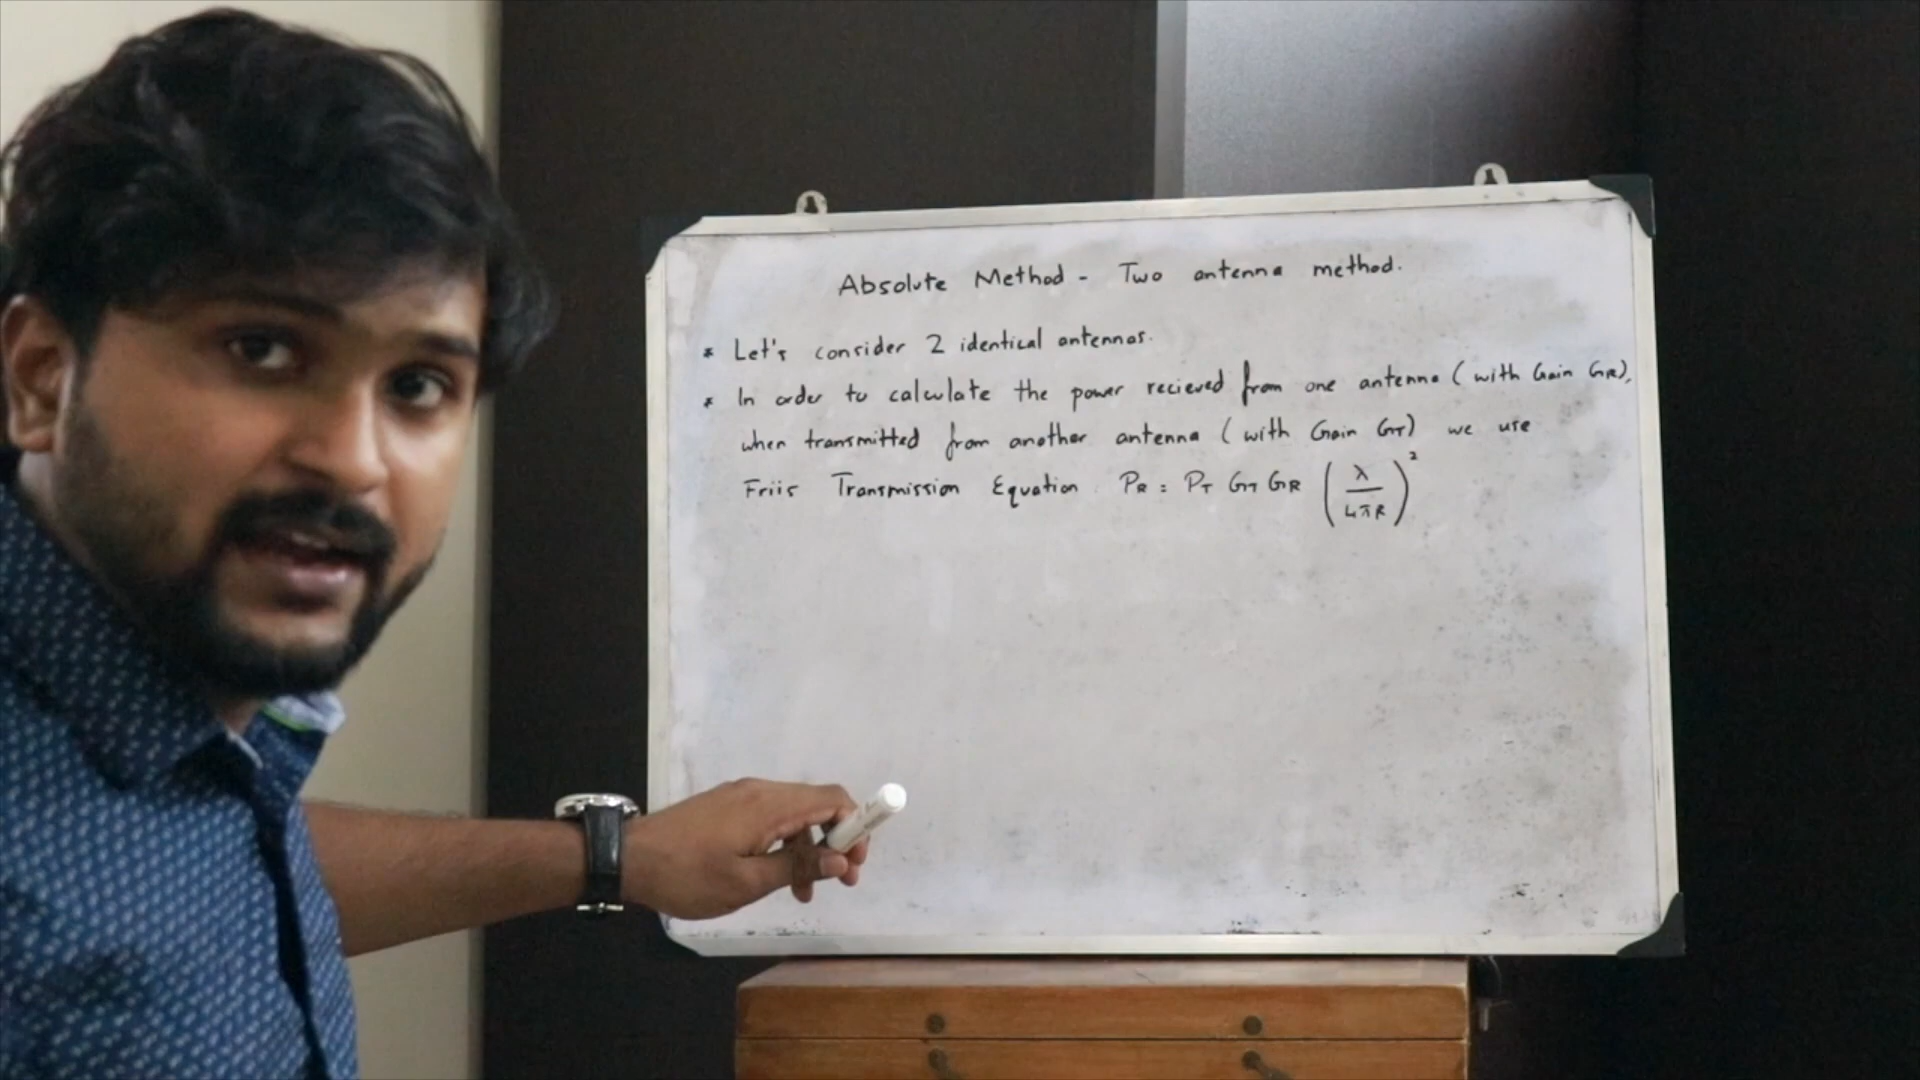 Absolute Method - Two antenna method.
* Let's consider 2 identical antennas.
* In order to calculate the power recieved from one antenna ( with Gain GR),
when transmitted from another antenna ( with Gain GT) we use
Friis Transmission Equation PR = PT GT GR (λ/4πR)²